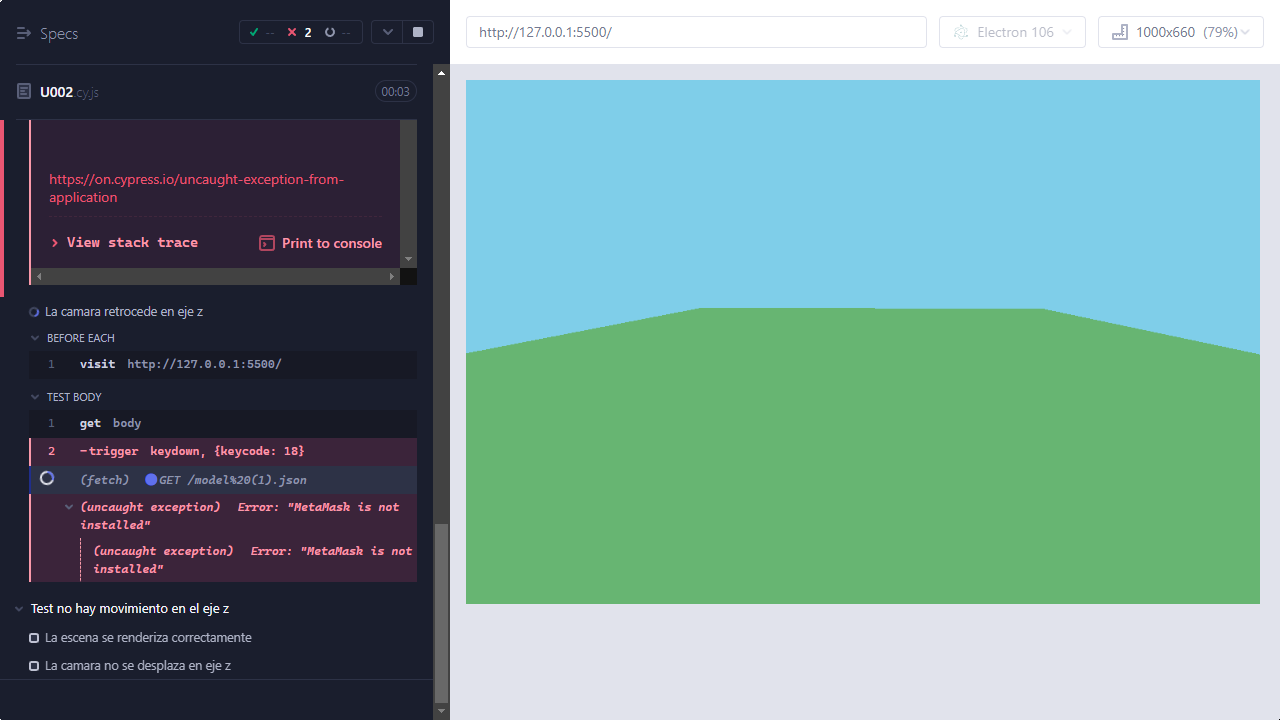 Specs
-- 2 --
http://127.0.0.1:5500/
Electron 106
1000x660 (79%)
U002.cy.js
00:03
https://on.cypress.io/uncaught-exception-from-
application
View stack trace
Print to console
La camara retrocede en eje z
BEFORE EACH
1 visit http://127.0.0.1:5500/
TEST BODY
1 get body
2 -trigger keydown, {keycode: 18}
(fetch) GET /model%20(1).json
(uncaught exception) Error: "MetaMask is not
installed"
(uncaught exception) Error: "MetaMask is not
installed"
Test no hay movimiento en el eje z
La escena se renderiza correctamente
La camara no se desplaza en eje z